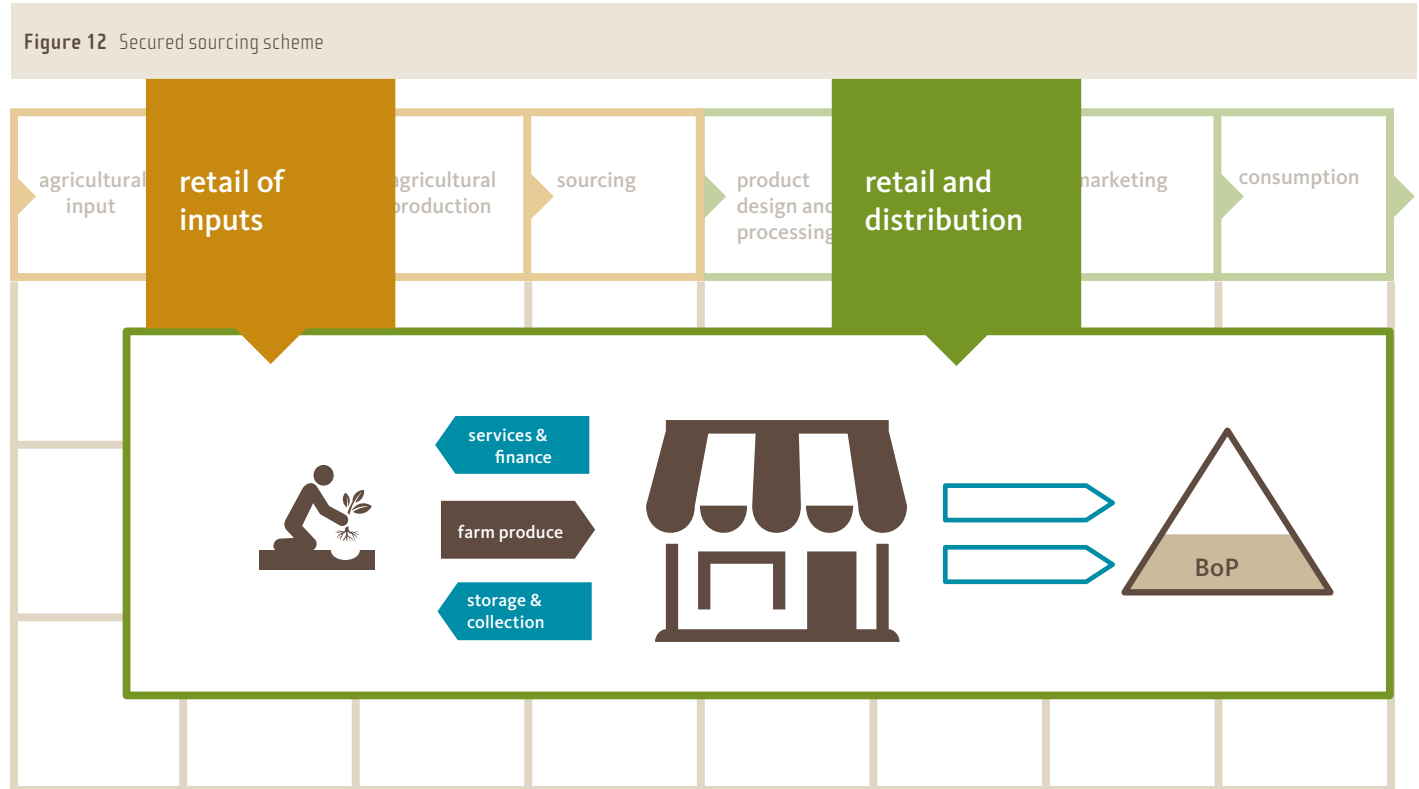 Figure 12 Secured sourcing scheme
agricultural
input
retail of
inputs
agricultural
production
sourcing
product
design and
processing
retail and
distribution
marketing
consumption
services &
finance
farm produce
storage &
collection
BoP